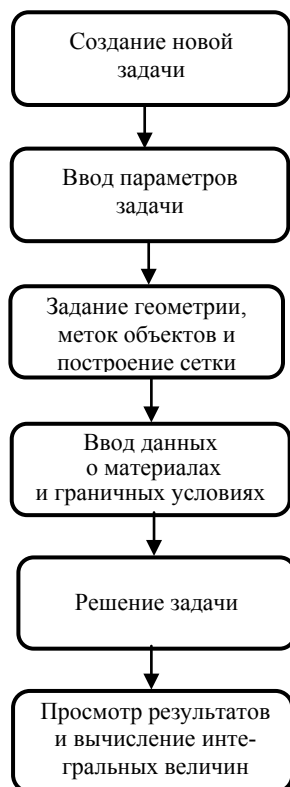 Создание новой
задачи
Ввод параметров
задачи
Задание геометрии,
меток объектов и
построение сетки
Ввод данных
о материалах
и граничных условиях
Решение задачи
Просмотр результатов
и вычисление инте-
гральных величин